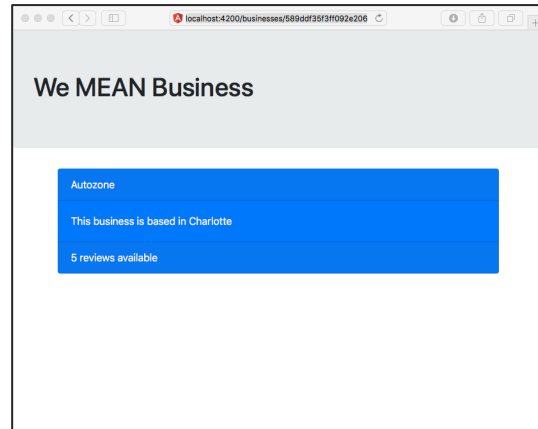 localhost:4200/businesses/589ddf35f3ff092e206
We MEAN Business
Autozone
This business is based in Charlotte
5 reviews available